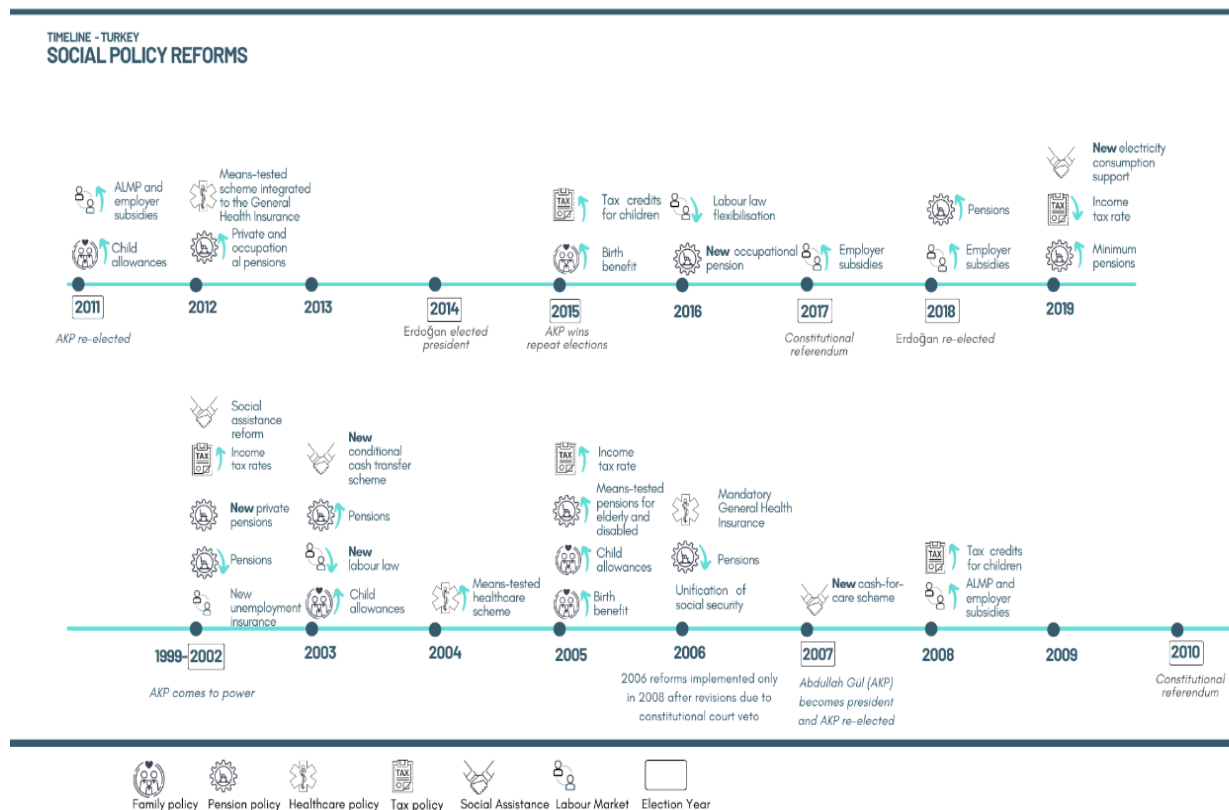 TIMELINE - TURKEY
SOCIAL POLICY REFORMS
ALMP and
employer
subsidies
Child
allowances
2011
AKP re-elected
Means-tested
scheme integrated
to the General
Health Insurance
Private and
occupation
al pensions
2012
2013
2014
Erdoğan elected
president
Tax credits
for children
Birth
benefit
2015
AKP wins
repeat elections
Labour law
flexibilisation
New occupational
pension
2016
Employer
subsidies
2017
Constitutional
referendum
Pensions
Employer
subsidies
2018
Erdoğan re-elected
New electricity
consumption
support
TAX
Income
tax rate
Minimum
pensions
2019
Social
assistance
reform
TAX
Income
tax rates
New private
pensions
Pensions
New
unemployment
insurance
1999-2002
AKP comes to power
New
conditional
cash transfer
scheme
Pensions
New
labour law
Child
allowances
2003
Means-tested
healthcare
scheme
2004
TAX
Income
tax rate
Means-tested
pensions for
elderly and
disabled
Child
allowances
Birth
benefit
2005
Mandatory
General Health
Insurance
Pensions
Unification of
social security
2006
2006 reforms implemented only
in 2008 after revisions due to
constitutional court veto
New cash-for-
care scheme
2007
Abdullah Gül (AKP)
becomes president
and AKP re-elected
TAX
Tax credits
for children
ALMP and
employer
subsidies
2008
2009
2010
Constitutional
referendum
TAX
Family policy
Pension policy
Healthcare policy
Tax policy
Social Assistance
Labour Market
Election Year